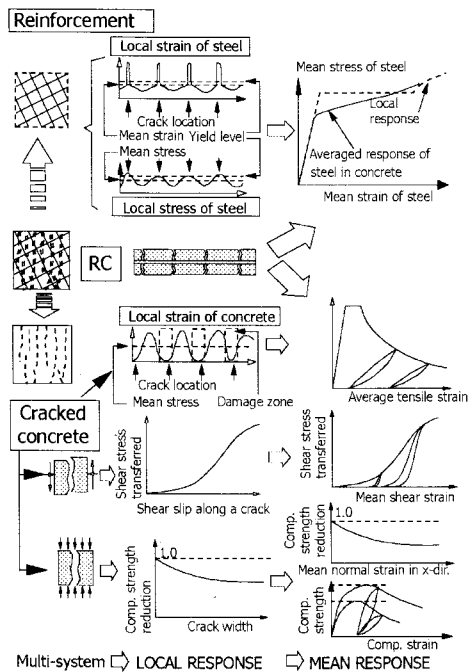 Reinforcement
Local strain of steel
Crack location
Mean strain Yield level
Mean stress
Local stress of steel
Mean stress of steel
Local
response
Averaged response of
steel in concrete
Mean strain of steel
RC
Local strain of concrete
Crack location
Mean stress Damage zone
Average tensile strain
Cracked
concrete
Shear stress
transferred
Shear slip along a crack
Shear stress
transferred
Mean shear strain
Comp. strength
reduction
1.0
Crack width
Comp. strength
reduction
1.0
Mean normal strain in x-dir.
Comp.
strength
Comp. strain
Multi-system LOCAL RESPONSE MEAN RESPONSE